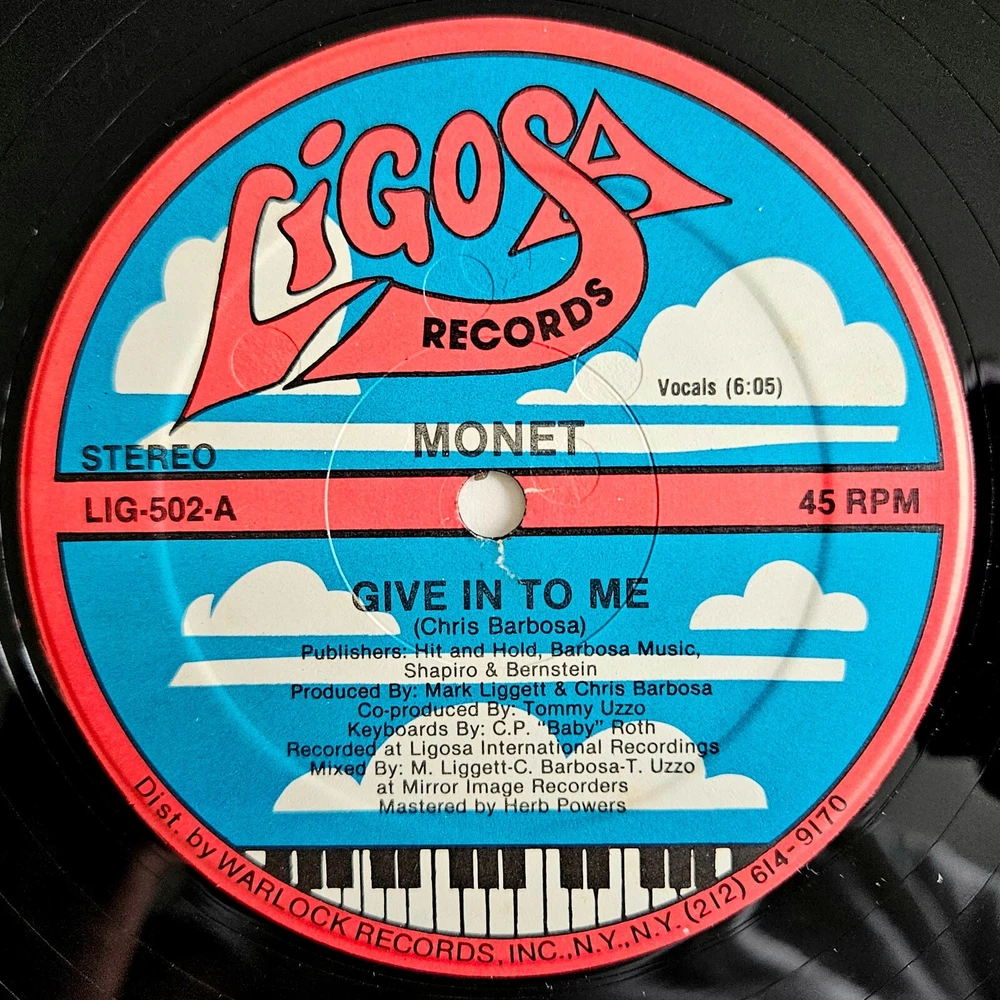 LIGOSA
RECORDS
Vocals (6:05)
MONET
STEREO
LIG-502-A
45 RPM
GIVE IN TO ME
(Chris Barbosa)
Publishers: Hit and Hold, Barbosa Music,
Shapiro & Bernstein
Produced By: Mark Liggett & Chris Barbosa
Co-produced By: Tommy Uzzo
Keyboards By: C.P. "Baby" Roth
Recorded at Ligosa International Recordings
Mixed By: M. Liggett-C. Barbosa-T. Uzzo
at Mirror Image Recorders
Mastered by Herb Powers
Dist. by WARLOCK RECORDS, INC., N.Y., N.Y. (212) 614-9170